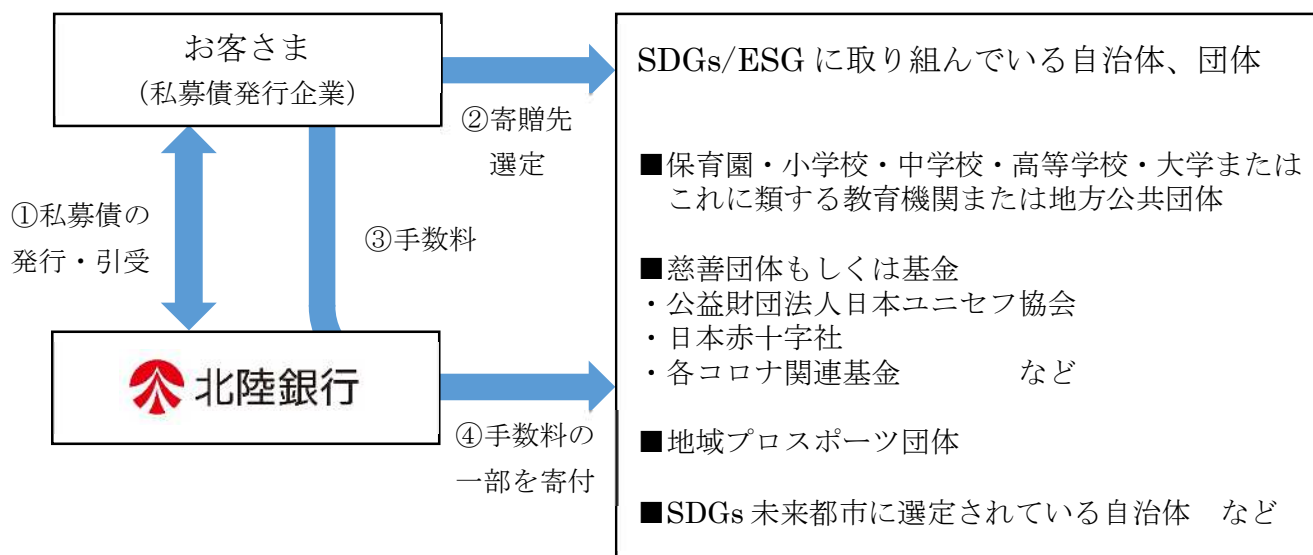 お客さま
(私募債発行企業)
①私募債の
発行・引受
②寄贈先
選定
③手数料
北陸銀行
④手数料の
一部を寄付
SDGs/ESG に取り組んでいる自治体、団体
■保育園・小学校・中学校・高等学校・大学または
これに類する教育機関または地方公共団体
■慈善団体もしくは基金
・公益財団法人日本ユニセフ協会
・日本赤十字社
・各コロナ関連基金　　　　など
■地域プロスポーツ団体
■SDGs 未来都市に選定されている自治体　など